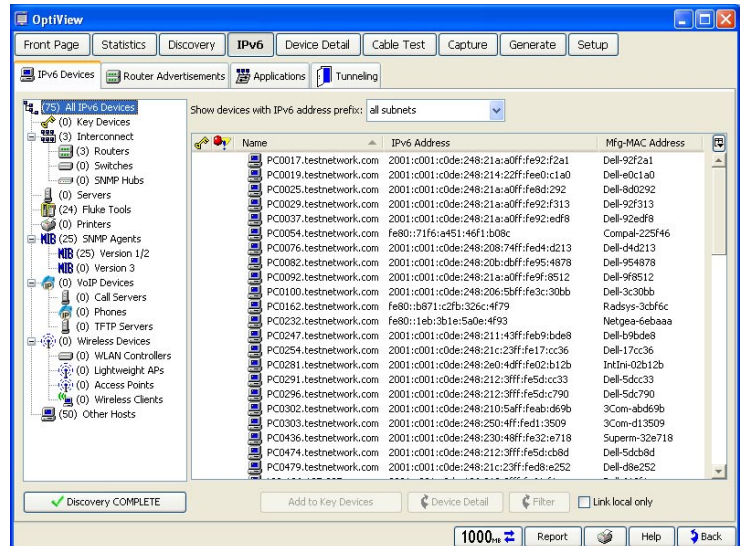 OptiView
Front Page Statistics Discovery IPv6 Device Detail Cable Test Capture Generate Setup
IPv6 Devices Router Advertisements Applications Tunneling
(75) All IPv6 Devices
(0) Key Devices
(3) Interconnect
(3) Routers
(0) Switches
(0) SNMP Hubs
(0) Servers
(24) Fluke Tools
(0) Printers
MIB (25) SNMP Agents
MIB (25) Version 1/2
MIB (0) Version 3
(0) VoIP Devices
(0) Call Servers
(0) Phones
(0) TFTP Servers
(0) Wireless Devices
(0) WLAN Controllers
(0) Lightweight APs
(0) Access Points
(0) Wireless Clients
(50) Other Hosts
Show devices with IPv6 address prefix: all subnets
Name IPv6 Address Mfg-MAC Address
PC0017.testnetwork.com 2001:c001:c0de:248:21a:a0ff:fe92:f2a1 Dell-92f2a1
PC0019.testnetwork.com 2001:c001:c0de:248:214:22ff:fee0:c1a0 Dell-e0c1a0
PC0025.testnetwork.com 2001:c001:c0de:248:21a:a0ff:fe8d:292 Dell-8d0292
PC0029.testnetwork.com 2001:c001:c0de:248:21a:a0ff:fe92:f313 Dell-92f313
PC0037.testnetwork.com 2001:c001:c0de:248:21a:a0ff:fe92:edf8 Dell-92edf8
PC0054.testnetwork.com fe80::71f6:a451:46f1:b08c Compal-225f46
PC0076.testnetwork.com 2001:c001:c0de:248:208:74ff:fed4:d213 Dell-d4d213
PC0082.testnetwork.com 2001:c001:c0de:248:20b:dbff:fe95:4878 Dell-954878
PC0092.testnetwork.com 2001:c001:c0de:248:21a:a0ff:fe9f:8512 Dell-9f8512
PC0100.testnetwork.com 2001:c001:c0de:248:206:5bff:fe3c:30bb Dell-3c30bb
PC0162.testnetwork.com fe80::b871:c2fb:326c:4f79 Radsys-3cbf6c
PC0232.testnetwork.com fe80::1eb:3b1e:5a0e:4f93 Netgea-6ebaaa
PC0247.testnetwork.com 2001:c001:c0de:248:211:43ff:feb9:bde8 Dell-b9bde8
PC0254.testnetwork.com 2001:c001:c0de:248:21c:23ff:fe17:cc36 Dell-17cc36
PC0281.testnetwork.com 2001:c001:c0de:248:2e0:4dff:fe02:b12b IntIni-02b12b
PC0291.testnetwork.com 2001:c001:c0de:248:212:3fff:fe5d:cc33 Dell-5dcc33
PC0296.testnetwork.com 2001:c001:c0de:248:212:3fff:fe5d:c790 Dell-5dc790
PC0302.testnetwork.com 2001:c001:c0de:248:210:5aff:feab:d69b 3Com-abd69b
PC0303.testnetwork.com 2001:c001:c0de:248:250:4ff:fed1:3509 3Com-d13509
PC0436.testnetwork.com 2001:c001:c0de:248:230:48ff:fe32:e718 Superm-32e718
PC0474.testnetwork.com 2001:c001:c0de:248:212:3fff:fe5d:cb8d Dell-5dcb8d
PC0479.testnetwork.com 2001:c001:c0de:248:21c:23ff:fed8:e252 Dell-d8e252
Discovery COMPLETE Add to Key Devices Device Detail Filter Link local only
1000 MB Report Help Back